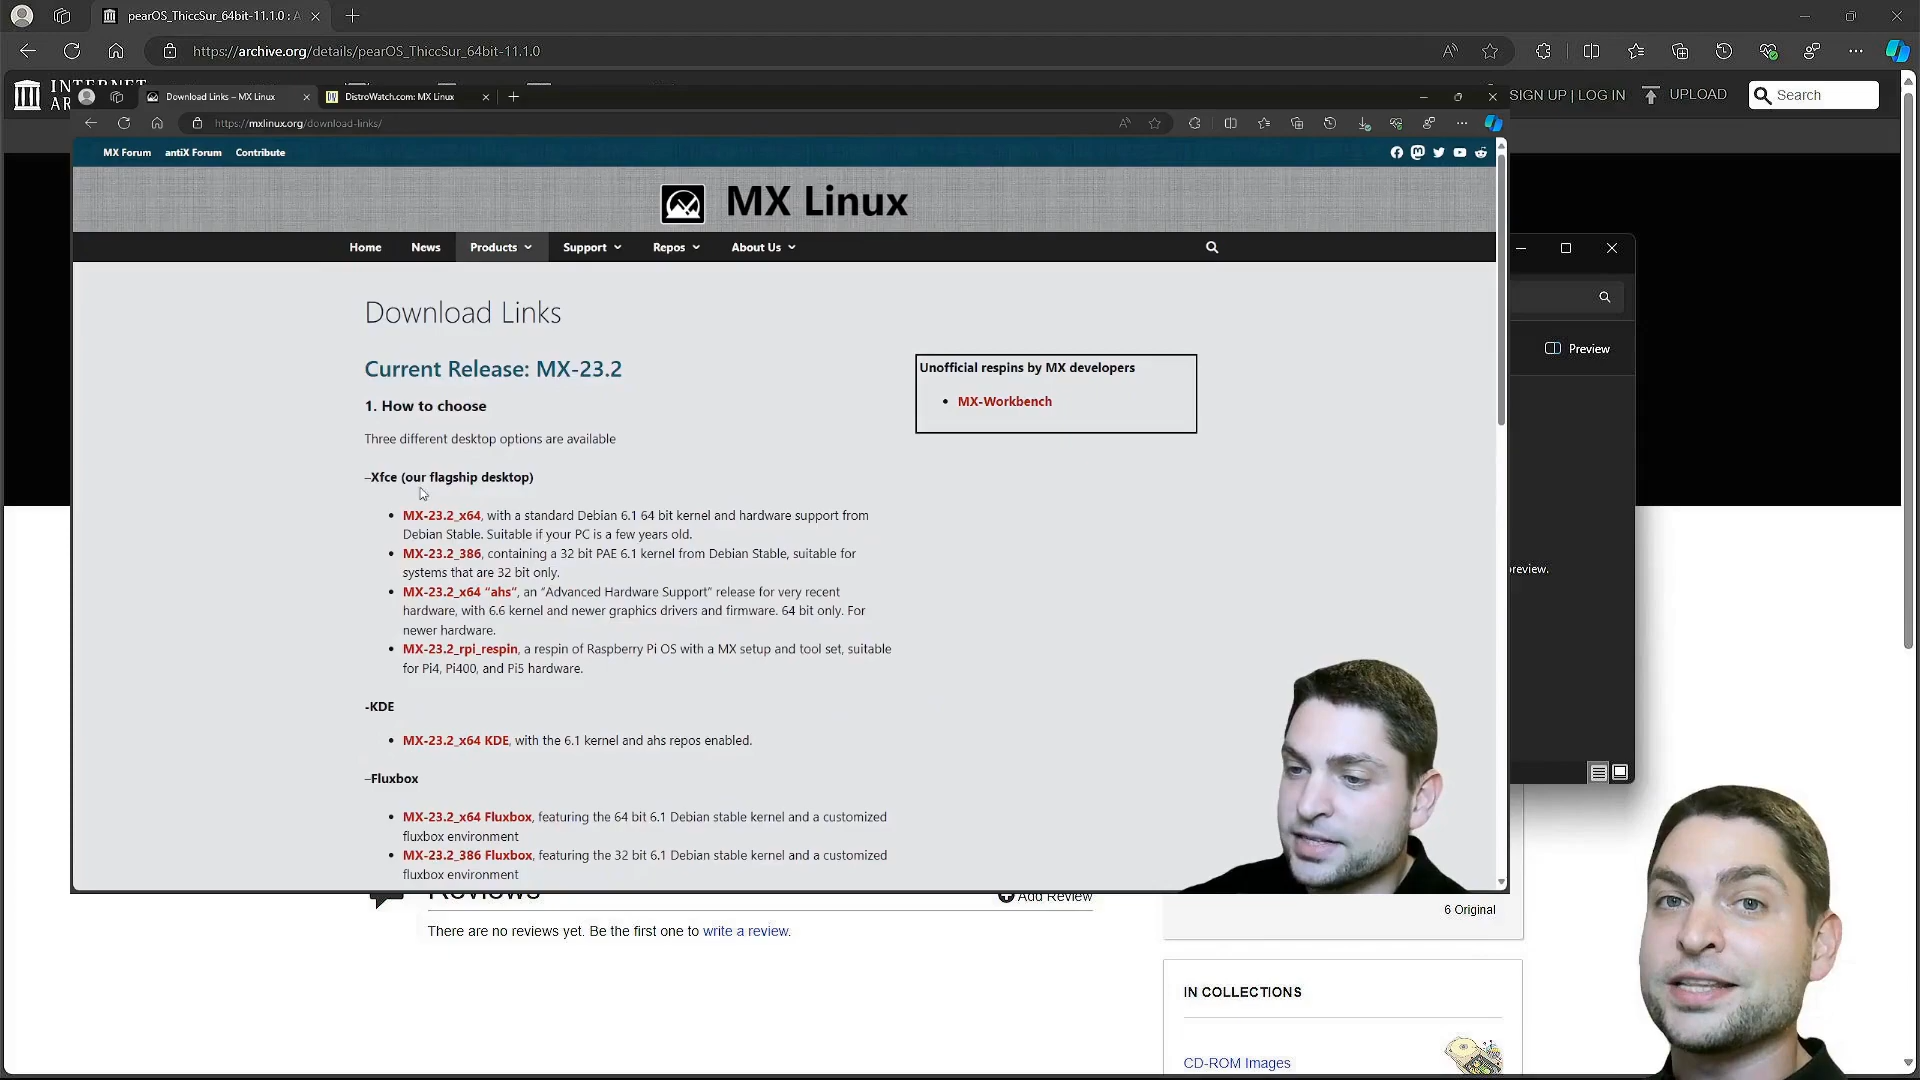 pearOS_ThiccSur_64bit-11.1.0 : A
https://archive.org/details/pearOS_ThiccSur_64bit-11.1.0
SIGN UP | LOG IN
UPLOAD
Search
Download Links – MX Linux
DistroWatch.com: MX Linux
https://mxlinux.org/download-links/
MX Forum
antiX Forum
Contribute
MX Linux
Home
News
Products
Support
Repos
About Us
Download Links
Current Release: MX-23.2
1. How to choose
Three different desktop options are available
–Xfce (our flagship desktop)
MX-23.2_x64, with a standard Debian 6.1 64 bit kernel and hardware support from
Debian Stable. Suitable if your PC is a few years old.
MX-23.2_386, containing a 32 bit PAE 6.1 kernel from Debian Stable, suitable for
systems that are 32 bit only.
MX-23.2_x64 “ahs”, an “Advanced Hardware Support” release for very recent
hardware, with 6.6 kernel and newer graphics drivers and firmware. 64 bit only. For
newer hardware.
MX-23.2_rpi_respin, a respin of Raspberry Pi OS with a MX setup and tool set, suitable
for Pi4, Pi400, and Pi5 hardware.
-KDE
MX-23.2_x64 KDE, with the 6.1 kernel and ahs repos enabled.
–Fluxbox
MX-23.2_x64 Fluxbox, featuring the 64 bit 6.1 Debian stable kernel and a customized
fluxbox environment
MX-23.2_386 Fluxbox, featuring the 32 bit 6.1 Debian stable kernel and a customized
fluxbox environment
Unofficial respins by MX developers
MX-Workbench
Preview
review.
Reviews
Add Review
There are no reviews yet. Be the first one to write a review.
6 Original
IN COLLECTIONS
CD-ROM Images